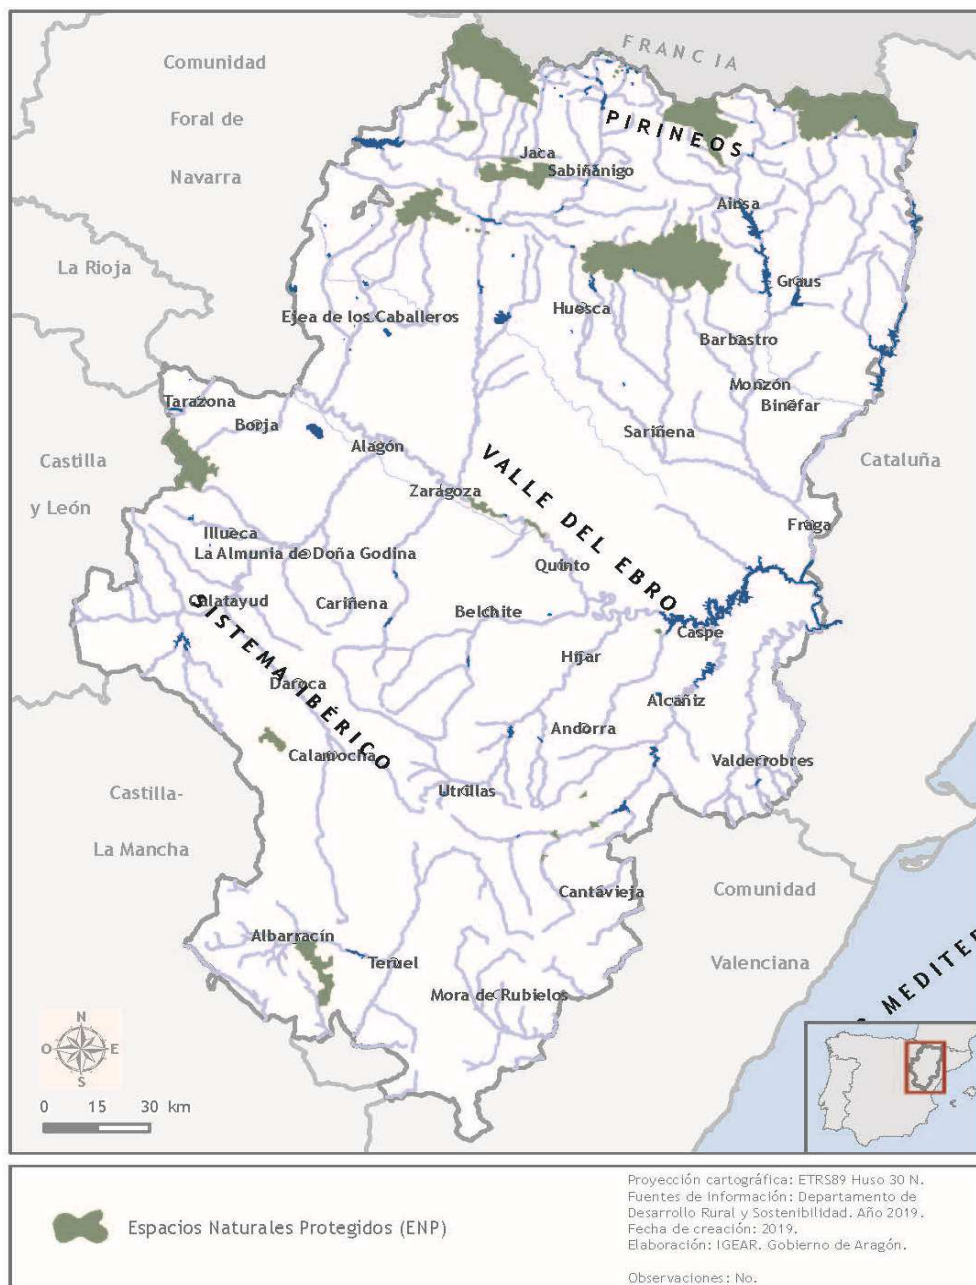 FRANCIA
Comunidad
Foral de
Navarra
PIRINEOS
Jaca
Sabiñánigo
Ainsa
La Rioja
Graus
Ejea de los Caballeros
Huesca
Barbastro
Monzón
Binéfar
Tarazona
Borja
Alagón
Sariñena
Castilla
y León
VALLE DEL EBRO
Cataluña
Zaragoza
Fraga
Illueca
La Almunia de Doña Godina
Quinto
Calatayud
Cariñena
Belchite
Caspe
SISTEMA IBÉRICO
Híjar
Daroca
Alcañiz
Andorra
Calamocha
Valderrobres
Utrillas
Castilla-
La Mancha
Cantavieja
Comunidad
Valenciana
Albarracín
Teruel
Mora de Rubielos
MEDITER
N
O E
S
0 15 30 km
Espacios Naturales Protegidos (ENP)
Proyección cartográfica: ETRS89 Huso 30 N.
Fuentes de información: Departamento de
Desarrollo Rural y Sostenibilidad. Año 2019.
Fecha de creación: 2019.
Elaboración: IGEAR. Gobierno de Aragón.
Observaciones: No.